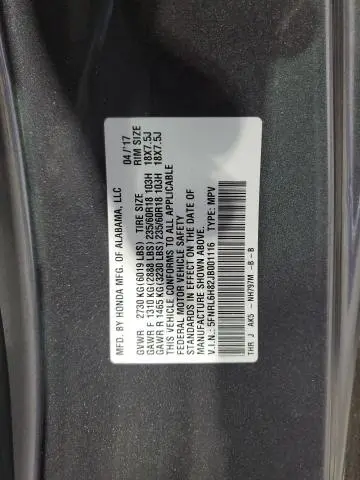 MFD. BY HONDA MFG. OF ALABAMA, LLC 04/'17
GVWR 2730 KG (6019 LBS) TIRE SIZE RIM SIZE
GAWR F 1310 KG (2888 LBS) 235/60R18 103H 18X7.5J
GAWR R 1465 KG (3230 LBS) 235/60R18 103H 18X7.5J
THIS VEHICLE CONFORMS TO ALL APPLICABLE
FEDERAL MOTOR VEHICLE SAFETY
STANDARDS IN EFFECT ON THE DATE OF
MANUFACTURE SHOWN ABOVE.
V.I.N.: 5FNRL6H82JB001116 TYPE: MPV
THR J AK5 - NH797M -B -B